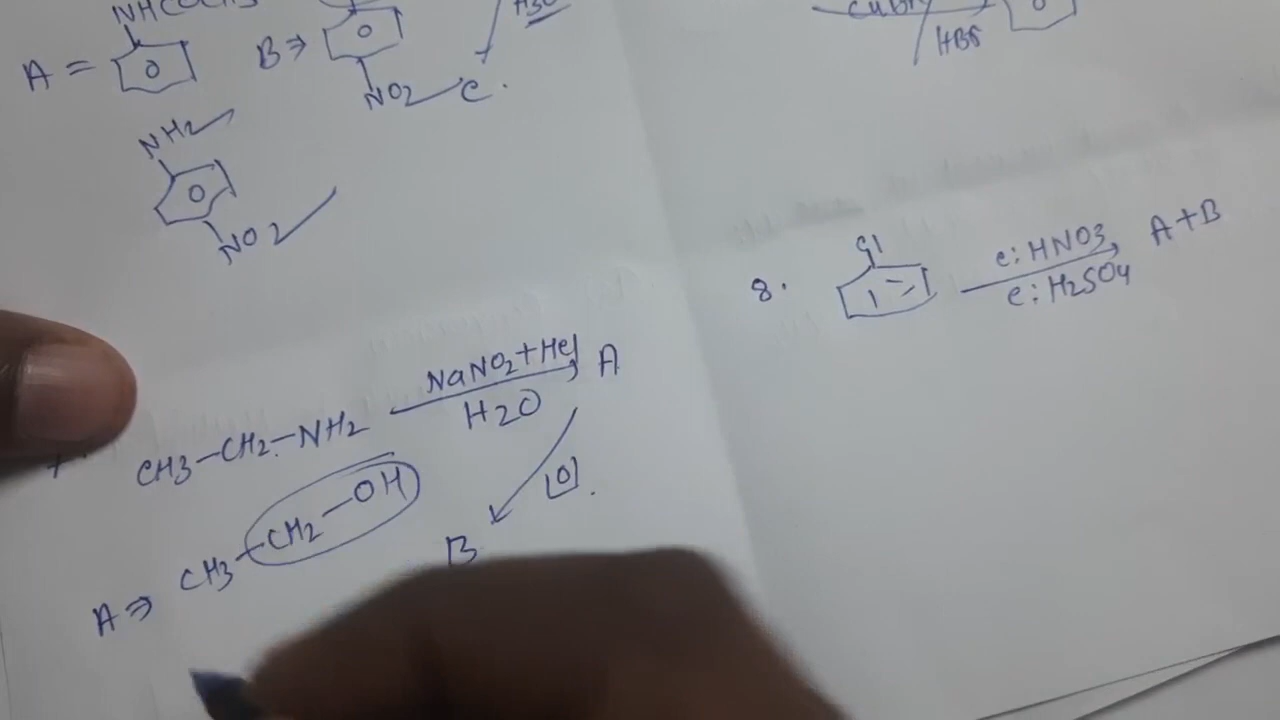 A =
B ⇒
NO2
C.
NH2
NO2
HBr
8.
Cl
C: HNO3
C: H2SO4
A+B
CH3-CH2-NH2
NaNO2+HCl
H2O
A
[O].
B
A ⇒ CH3-CH2-OH